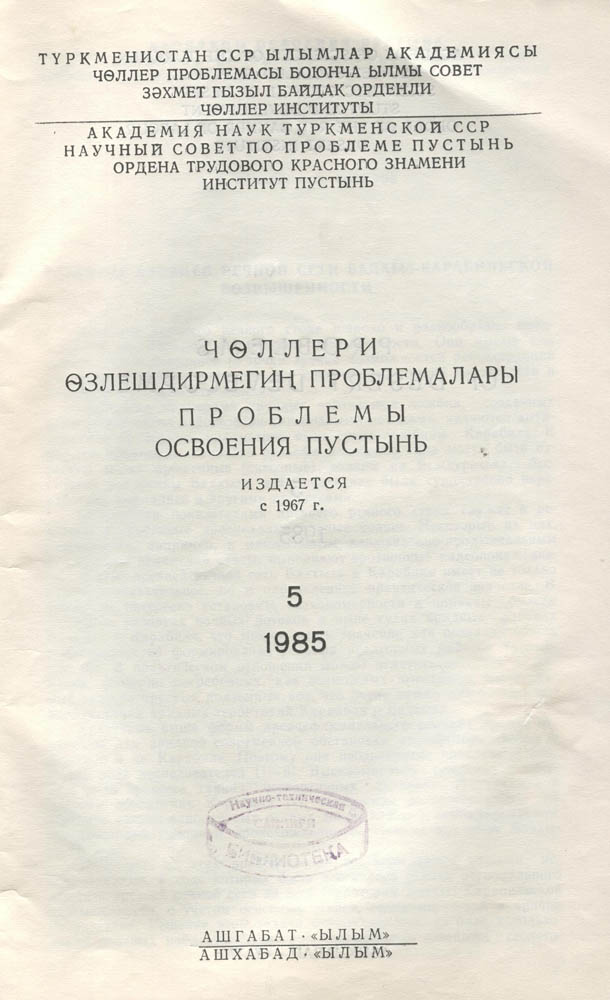 ТҮРКМЕНИСТАН ССР ЫЛЫМЛАР АКАДЕМИЯСЫ
ЧӨЛЛЕР ПРОБЛЕМАСЫ БОЮНЧА ЫЛМЫ СОВЕТ
ЗӘХМЕТ ГЫЗЫЛ БАЙДАК ОРДЕНЛИ
ЧӨЛЛЕР ИНСТИТУТЫ
АКАДЕМИЯ НАУК ТУРКМЕНСКОЙ ССР
НАУЧНЫЙ СОВЕТ ПО ПРОБЛЕМЕ ПУСТЫНЬ
ОРДЕНА ТРУДОВОГО КРАСНОГО ЗНАМЕНИ
ИНСТИТУТ ПУСТЫНЬ
ЧӨЛЛЕРИ
ӨЗЛЕШДИРМЕГИҢ ПРОБЛЕМАЛАРЫ
ПРОБЛЕМЫ
ОСВОЕНИЯ ПУСТЫНЬ
ИЗДАЕТСЯ
с 1967 г.
5
1985
Научно-техническая
БИБЛИОТЕКА
АШГАБАТ · «ЫЛЫМ»
АШХАБАД · «ЫЛЫМ»